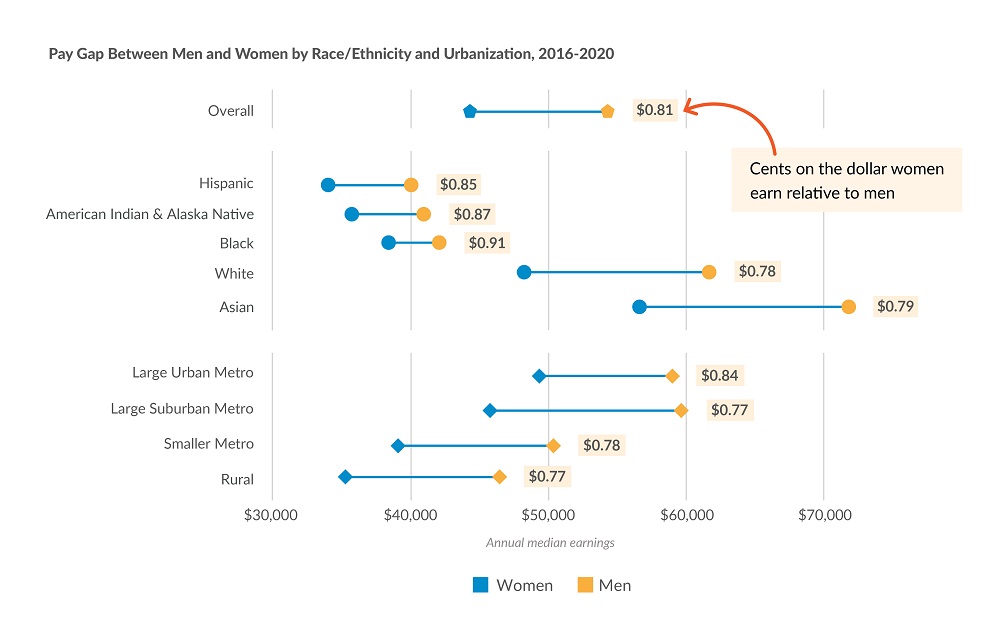 Pay Gap Between Men and Women by Race/Ethnicity and Urbanization, 2016-2020
Overall
$0.81
Cents on the dollar women
earn relative to men
Hispanic
$0.85
American Indian & Alaska Native
$0.87
Black
$0.91
White
$0.78
Asian
$0.79
Large Urban Metro
$0.84
Large Suburban Metro
$0.77
Smaller Metro
$0.78
Rural
$0.77
$30,000
$40,000
$50,000
$60,000
$70,000
Annual median earnings
Women
Men